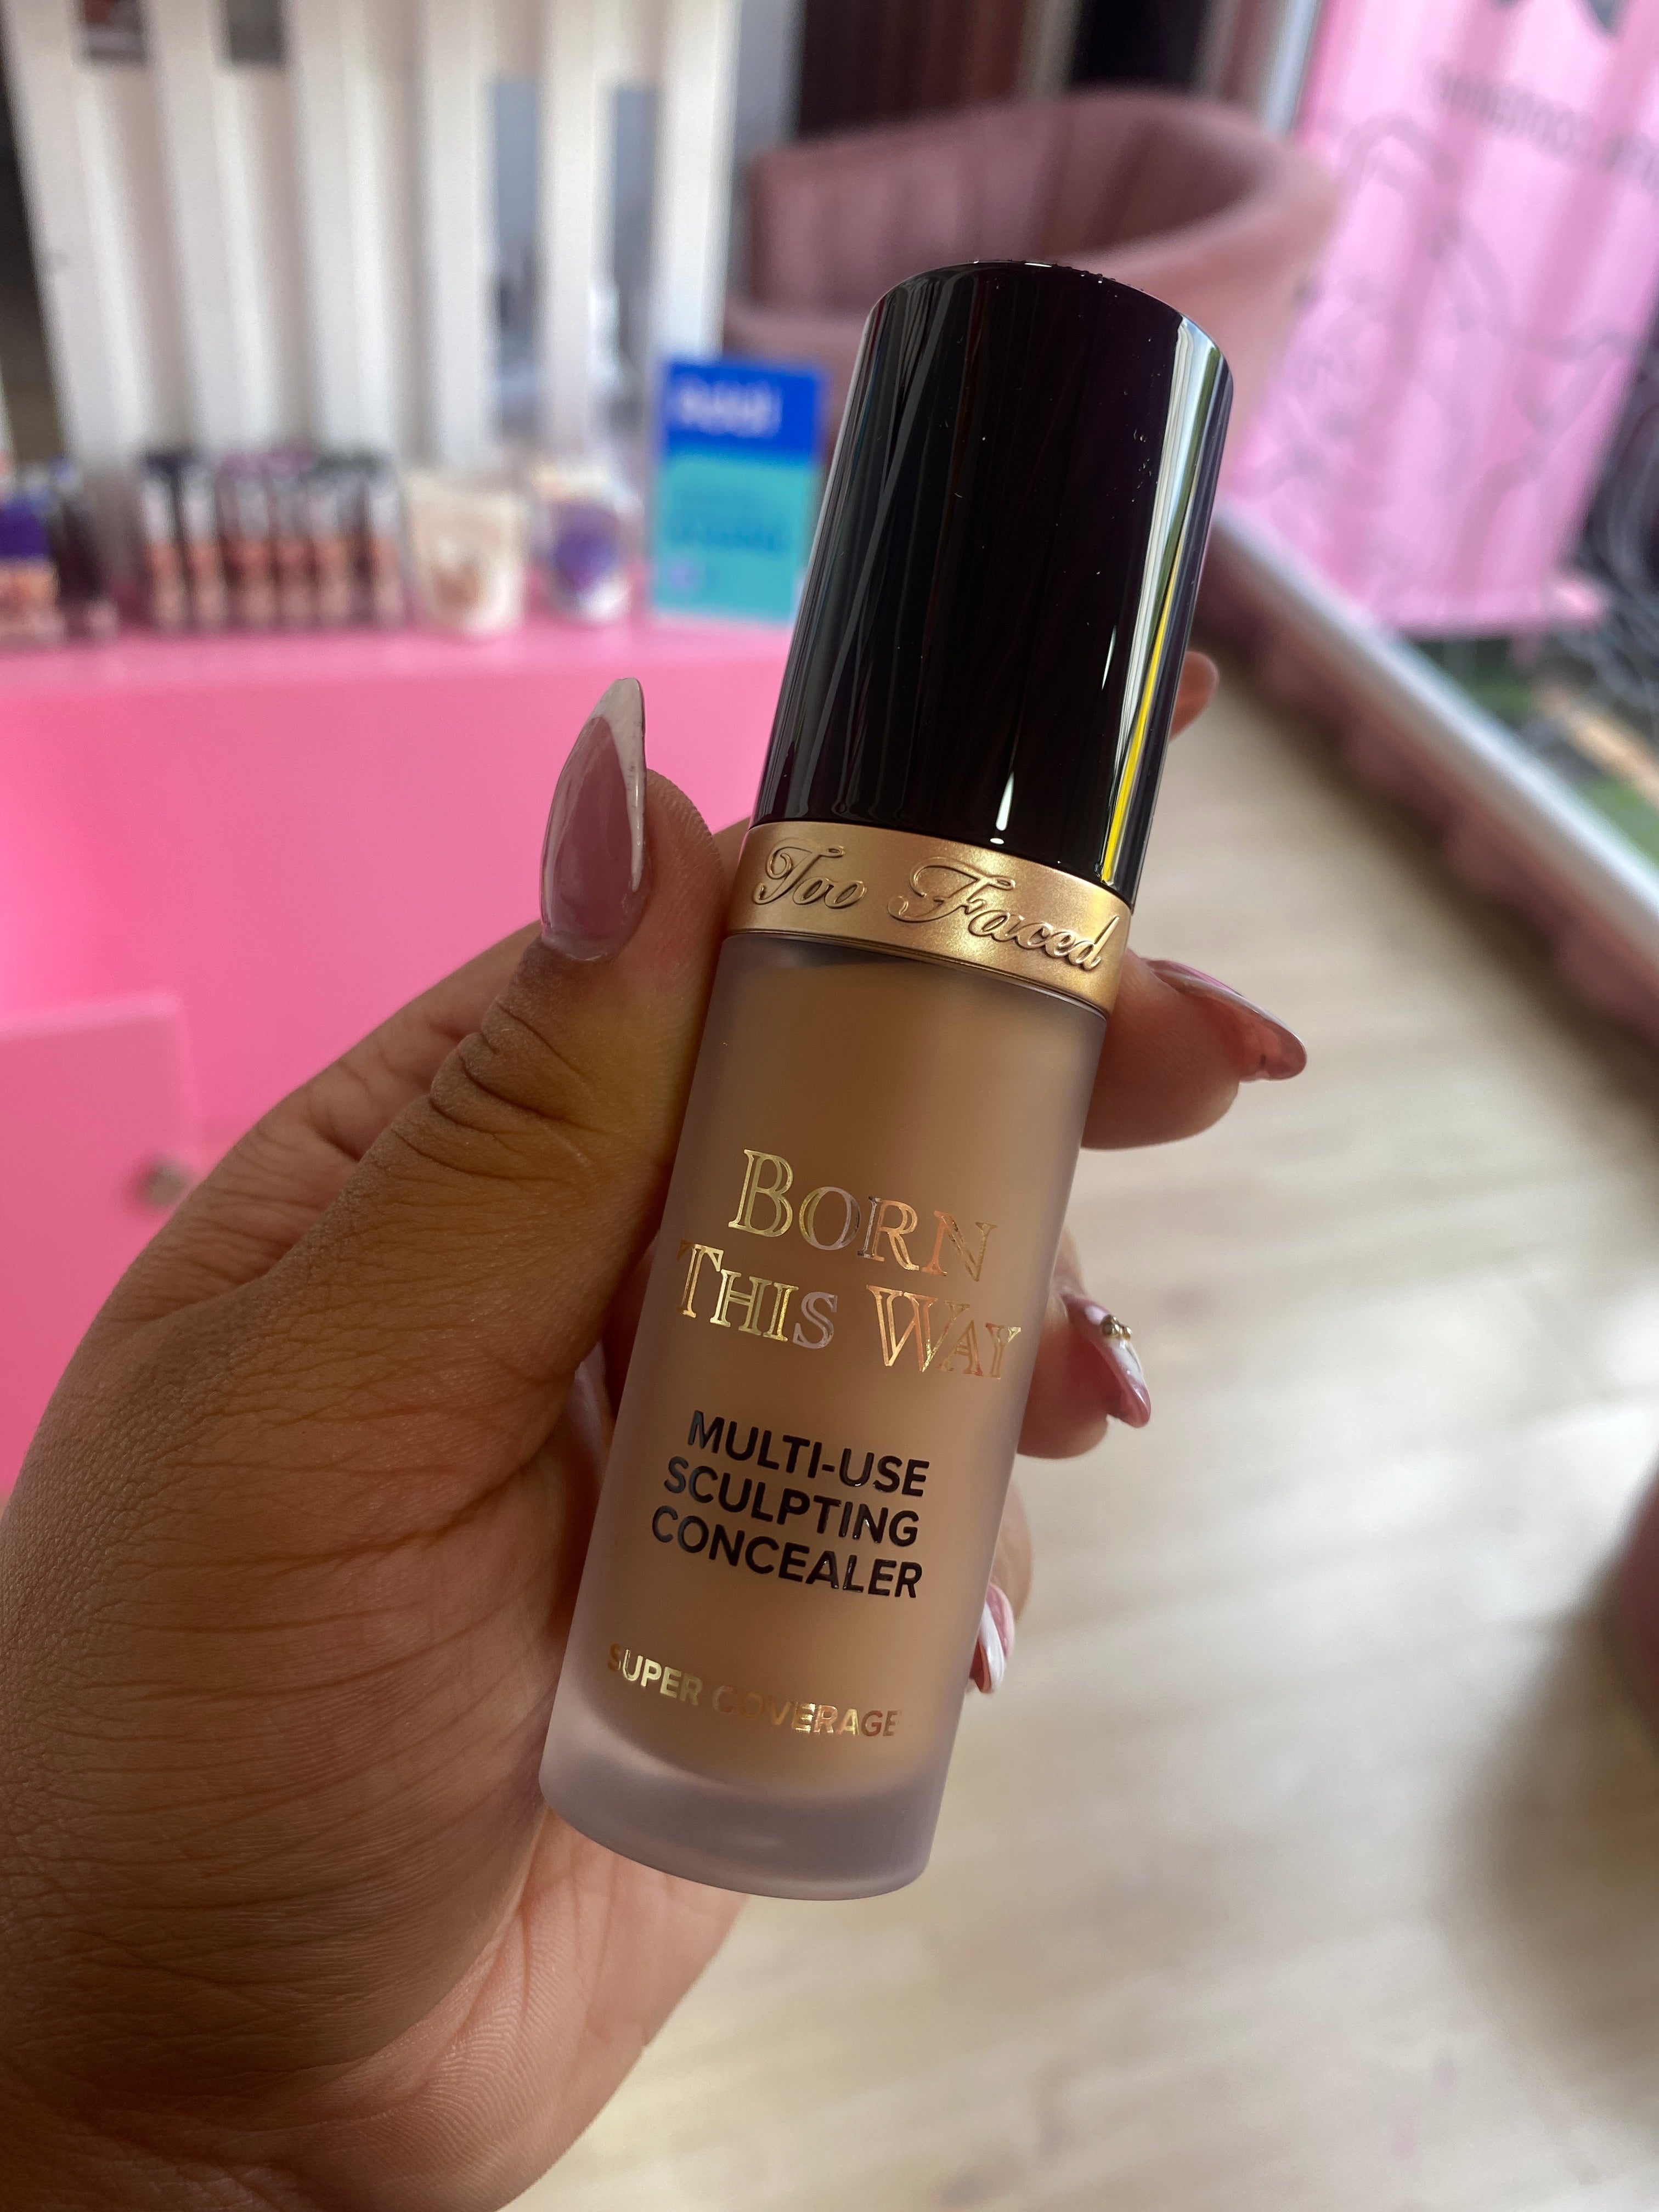 Too Faced
BORN
THIS WAY
MULTI-USE
SCULPTING
CONCEALER
SUPER COVERAGE